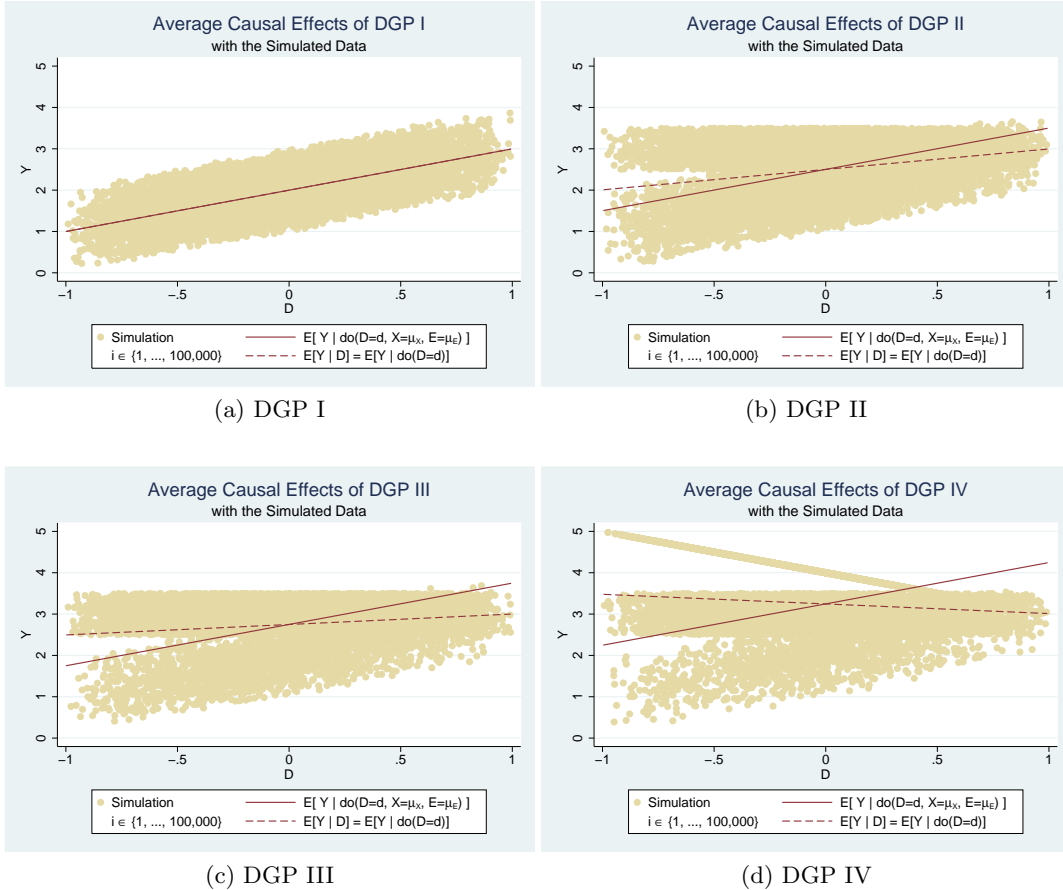 Average Causal Effects of DGP I
with the Simulated Data
5
4
3
2
1
0
Y
−1
−.5
0
.5
1
D
Simulation
E[ Y | do(D=d, X=μX, E=μE) ]
i ∈ {1, ..., 100,000}
E[Y | D] = E[Y | do(D=d)]
(a) DGP I
Average Causal Effects of DGP II
with the Simulated Data
5
4
3
2
1
0
Y
−1
−.5
0
.5
1
D
Simulation
E[ Y | do(D=d, X=μX, E=μE) ]
i ∈ {1, ..., 100,000}
E[Y | D] = E[Y | do(D=d)]
(b) DGP II
Average Causal Effects of DGP III
with the Simulated Data
5
4
3
2
1
0
Y
−1
−.5
0
.5
1
D
Simulation
E[ Y | do(D=d, X=μX, E=μE) ]
i ∈ {1, ..., 100,000}
E[Y | D] = E[Y | do(D=d)]
(c) DGP III
Average Causal Effects of DGP IV
with the Simulated Data
5
4
3
2
1
0
Y
−1
−.5
0
.5
1
D
Simulation
E[ Y | do(D=d, X=μX, E=μE) ]
i ∈ {1, ..., 100,000}
E[Y | D] = E[Y | do(D=d)]
(d) DGP IV